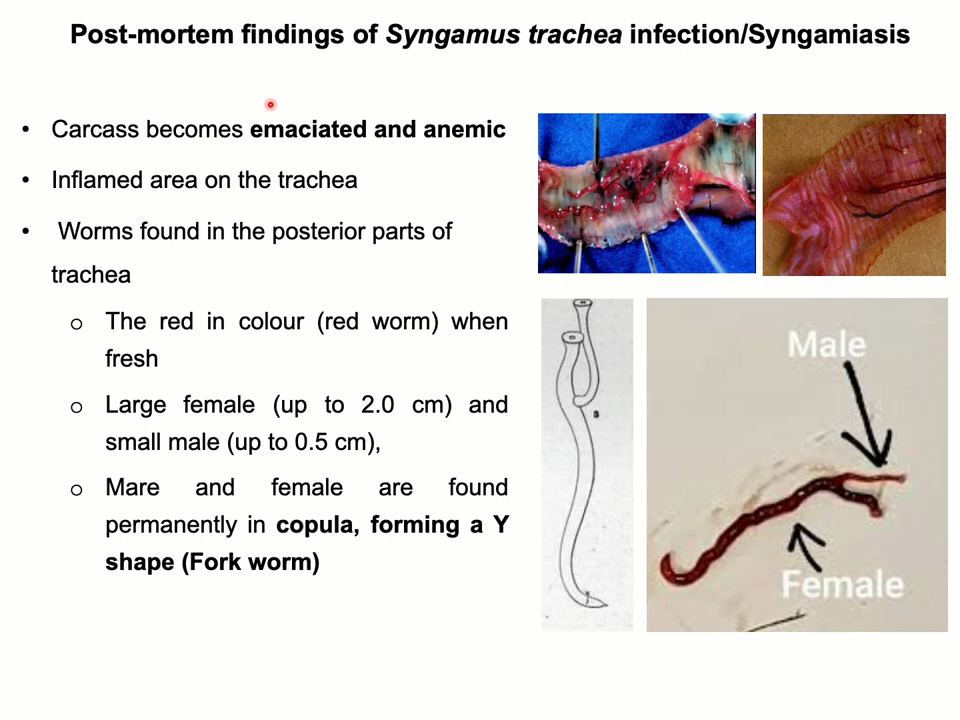 Post-mortem findings of Syngamus trachea infection/Syngamiasis
• Carcass becomes emaciated and anemic
• Inflamed area on the trachea
• Worms found in the posterior parts of
trachea
o The red in colour (red worm) when
fresh
o Large female (up to 2.0 cm) and
small male (up to 0.5 cm),
o Mare and female are found
permanently in copula, forming a Y
shape (Fork worm)
Male
Female